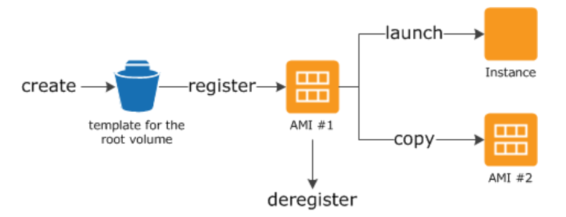 launch
Instance
create
register
template for the
root volume
AMI #1
copy
AMI #2
deregister